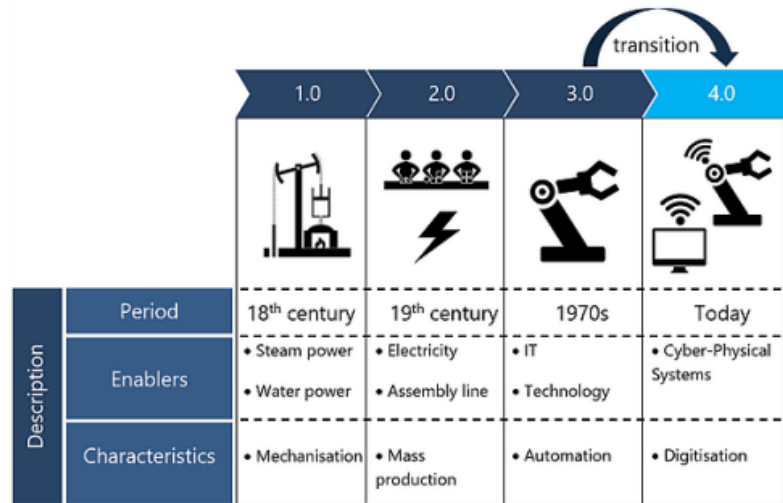 transition
1.0 2.0 3.0 4.0
Period 18th century 19th century 1970s Today
Description
Enablers
• Steam power • Electricity • IT • Cyber-Physical
Systems
• Water power • Assembly line • Technology
Characteristics • Mechanisation • Mass • Automation • Digitisation
production